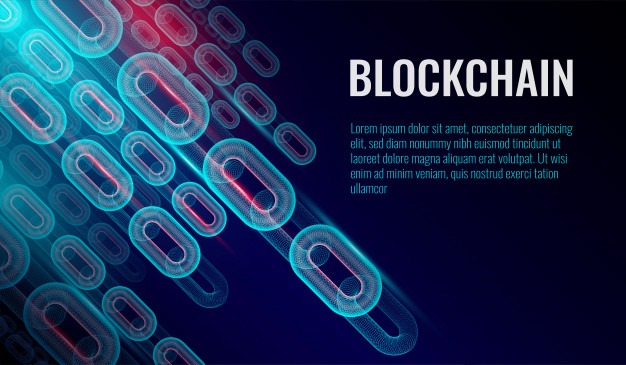 BLOCKCHAIN
Lorem ipsum dolor sit amet, consectetuer adipiscing
elit, sed diam nonummy nibh euismod tincidunt ut
laoreet dolore magna aliquam erat volutpat. Ut wisi
enim ad minim veniam, quis nostrud exerci tation
ullamcor